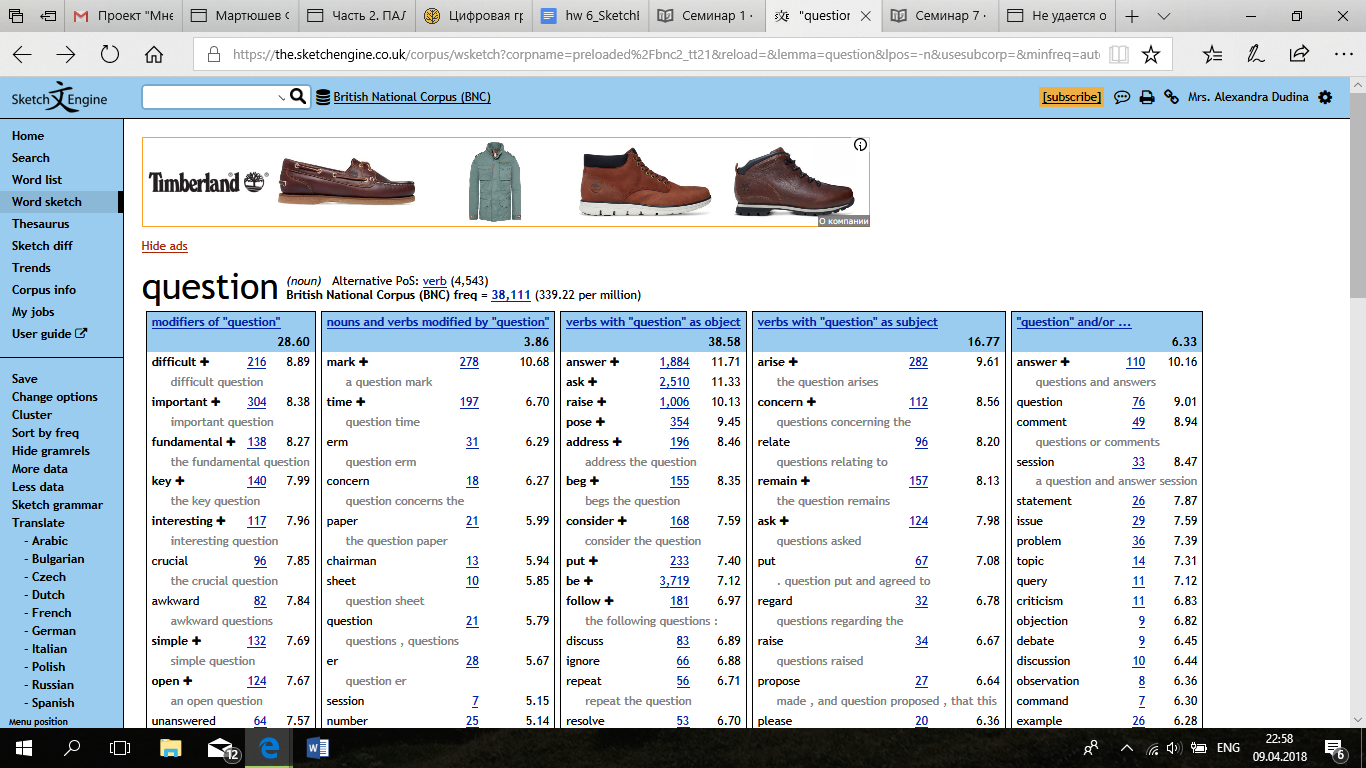 Проект "Мне
Мартюшев С
Часть 2. ПАЛ
Цифровая гр
hw 6_SketchE
Семинар 1 ·
"question
Семинар 7 ·
Не удается о
https://the.sketchengine.co.uk/corpus/wsketch?corpname=preloaded%2Fbnc2_tt21&reload=&lemma=question&lpos=-n&usesubcorp=&minfreq=aut
Sketch Engine
British National Corpus (BNC)
[subscribe]
Mrs. Alexandra Dudina
Home
Search
Word list
Word sketch
Thesaurus
Sketch diff
Trends
Corpus info
My jobs
User guide
Save
Change options
Cluster
Sort by freq
Hide gramrels
More data
Less data
Sketch grammar
Translate
- Arabic
- Bulgarian
- Czech
- Dutch
- French
- German
- Italian
- Polish
- Russian
- Spanish
Menu position
Timberland
О компании
Hide ads
question (noun) Alternative PoS: verb (4,543)
British National Corpus (BNC) freq = 38,111 (339.22 per million)
modifiers of "question"
28.60
difficult + 216 8.89
difficult question
important + 304 8.38
important question
fundamental + 138 8.27
the fundamental question
key + 140 7.99
the key question
interesting + 117 7.96
interesting question
crucial 96 7.85
the crucial question
awkward 82 7.84
awkward questions
simple + 132 7.69
simple question
open + 124 7.67
an open question
unanswered 64 7.57
nouns and verbs modified by "question"
3.86
mark + 278 10.68
a question mark
time + 197 6.70
question time
erm 31 6.29
question erm
concern 18 6.27
question concerns the
paper 21 5.99
the question paper
chairman 13 5.94
sheet 10 5.85
question sheet
question 21 5.79
questions , questions
er 28 5.67
question er
session 7 5.15
number 25 5.14
verbs with "question" as object
38.58
answer + 1,884 11.71
ask + 2,510 11.33
raise + 1,006 10.13
pose + 354 9.45
address + 196 8.46
address the question
beg + 155 8.35
begs the question
consider + 168 7.59
consider the question
put + 233 7.40
be + 3,719 7.12
follow + 181 6.97
the following questions :
discuss 83 6.89
ignore 66 6.88
repeat 56 6.71
repeat the question
resolve 53 6.70
verbs with "question" as subject
16.77
arise + 282 9.61
the question arises
concern + 112 8.56
questions concerning the
relate 96 8.20
questions relating to
remain + 157 8.13
the question remains
ask + 124 7.98
questions asked
put 67 7.08
. question put and agreed to
regard 32 6.78
questions regarding the
raise 34 6.67
questions raised
propose 27 6.64
made , and question proposed , that this
please 20 6.36
"question" and/or ...
6.33
answer + 110 10.16
questions and answers
question 76 9.01
comment 49 8.94
questions or comments
session 33 8.47
a question and answer session
statement 26 7.87
issue 29 7.59
problem 36 7.39
topic 14 7.31
query 11 7.12
criticism 11 6.83
objection 9 6.82
debate 9 6.45
discussion 10 6.44
observation 8 6.36
command 7 6.30
example 26 6.28
12
ENG
22:58
09.04.2018
6